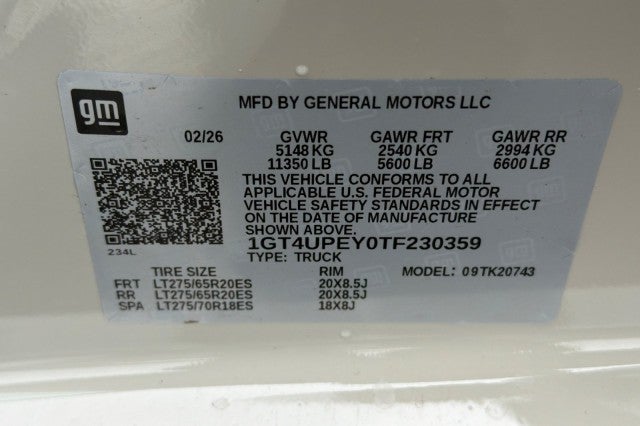 gm
MFD BY GENERAL MOTORS LLC
02/26 GVWR GAWR FRT GAWR RR
5148 KG 2540 KG 2994 KG
11350 LB 5600 LB 6600 LB
THIS VEHICLE CONFORMS TO ALL
APPLICABLE U.S. FEDERAL MOTOR
VEHICLE SAFETY STANDARDS IN EFFECT
ON THE DATE OF MANUFACTURE
SHOWN ABOVE.
234L
1GT4UPEY0TF230359
TYPE: TRUCK
TIRE SIZE RIM MODEL: 09TK20743
FRT LT275/65R20ES 20X8.5J
RR LT275/65R20ES 20X8.5J
SPA LT275/70R18ES 18X8J